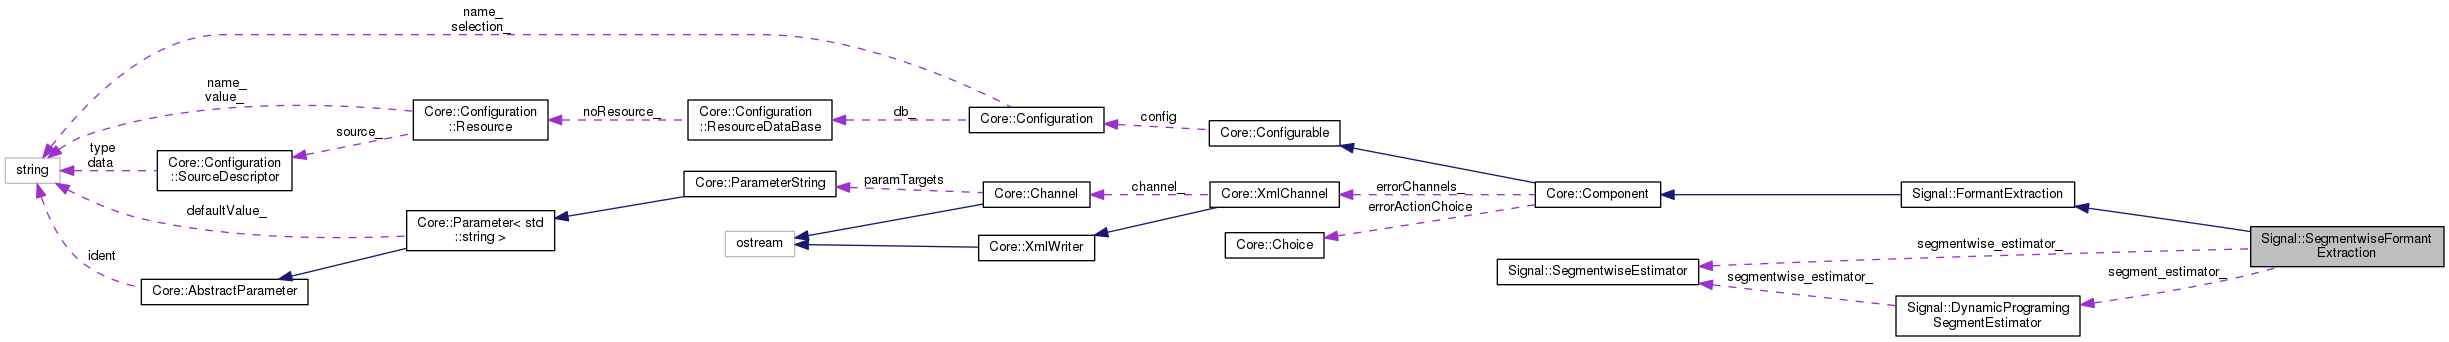 name_
selection_
name_
value_
Core::Configuration
::Resource
noResource_
Core::Configuration
::ResourceDataBase
db_
Core::Configuration
config
Core::Configurable
source_
type
data
string
Core::Configuration
::SourceDescriptor
Core::ParameterString
paramTargets
Core::Channel
channel_
Core::XmlChannel
errorChannels_
errorActionChoice
Core::Component
Signal::FormantExtraction
defaultValue_
Core::Parameter< std
::string >
ostream
Core::XmlWriter
Core::Choice
Signal::SegmentwiseFormant
Extraction
segmentwise_estimator_
ident
Core::AbstractParameter
Signal::SegmentwiseEstimator
segmentwise_estimator_
segment_estimator_
Signal::DynamicPrograming
SegmentEstimator